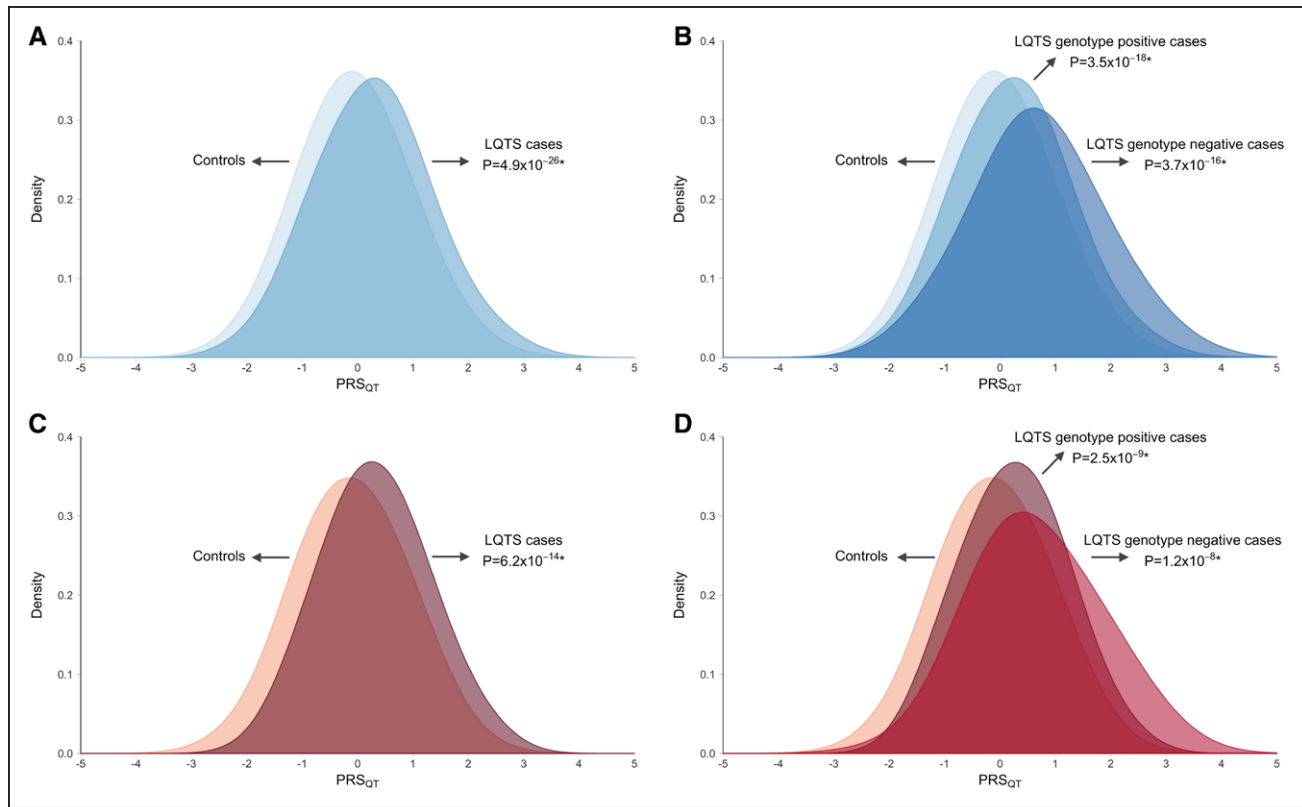 A
0.4
0.3
0.2
0.1
0.0
Density
Controls
LQTS cases
P=4.9x10⁻²⁶*
-5 -4 -3 -2 -1 0 1 2 3 4 5
PRS_QT
B
0.4
0.3
0.2
0.1
0.0
Density
LQTS genotype positive cases
P=3.5x10⁻¹⁸*
Controls
LQTS genotype negative cases
P=3.7x10⁻¹⁶*
-5 -4 -3 -2 -1 0 1 2 3 4 5
PRS_QT
C
0.4
0.3
0.2
0.1
0.0
Density
Controls
LQTS cases
P=6.2x10⁻¹⁴*
-5 -4 -3 -2 -1 0 1 2 3 4 5
PRS_QT
D
0.4
0.3
0.2
0.1
0.0
Density
LQTS genotype positive cases
P=2.5x10⁻⁹*
Controls
LQTS genotype negative cases
P=1.2x10⁻⁸*
-5 -4 -3 -2 -1 0 1 2 3 4 5
PRS_QT